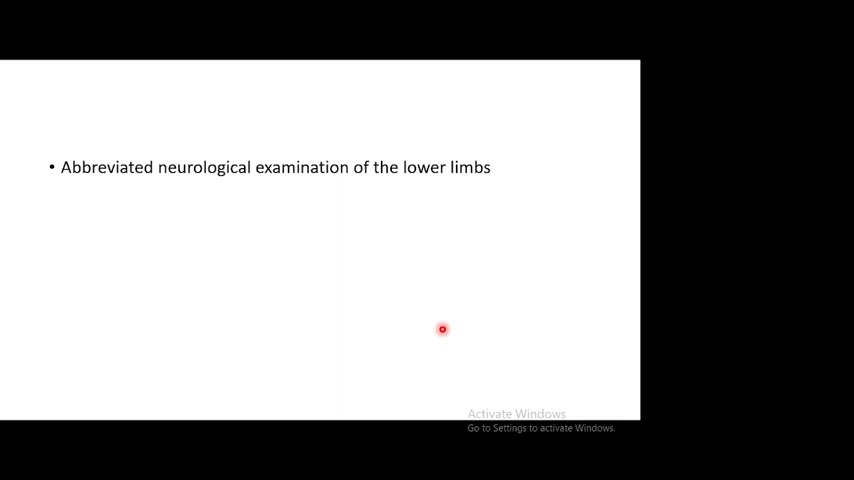 • Abbreviated neurological examination of the lower limbs
Activate Windows
Go to Settings to activate Windows.